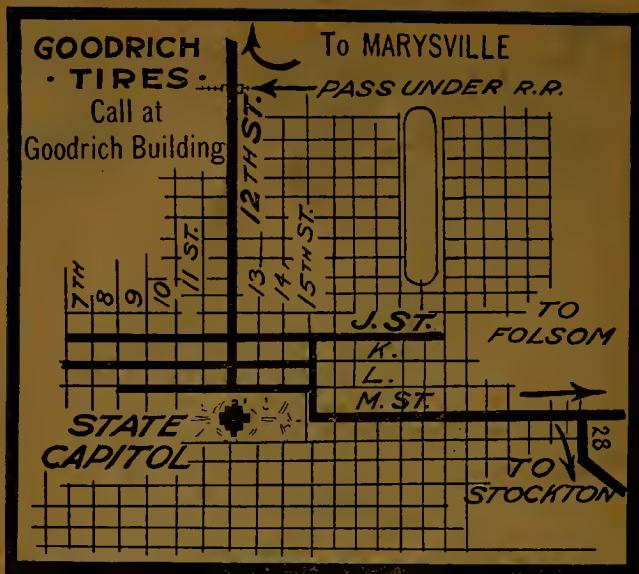 GOODRICH
· TIRES ·
Call at
Goodrich Building
To MARYSVILLE
PASS UNDER R.R.
12TH ST.
7TH
8
9
10
11 ST.
13
14
15TH ST.
J. ST.
K.
L.
M. ST.
TO
FOLSOM
STATE
CAPITOL
28
TO
STOCKTON